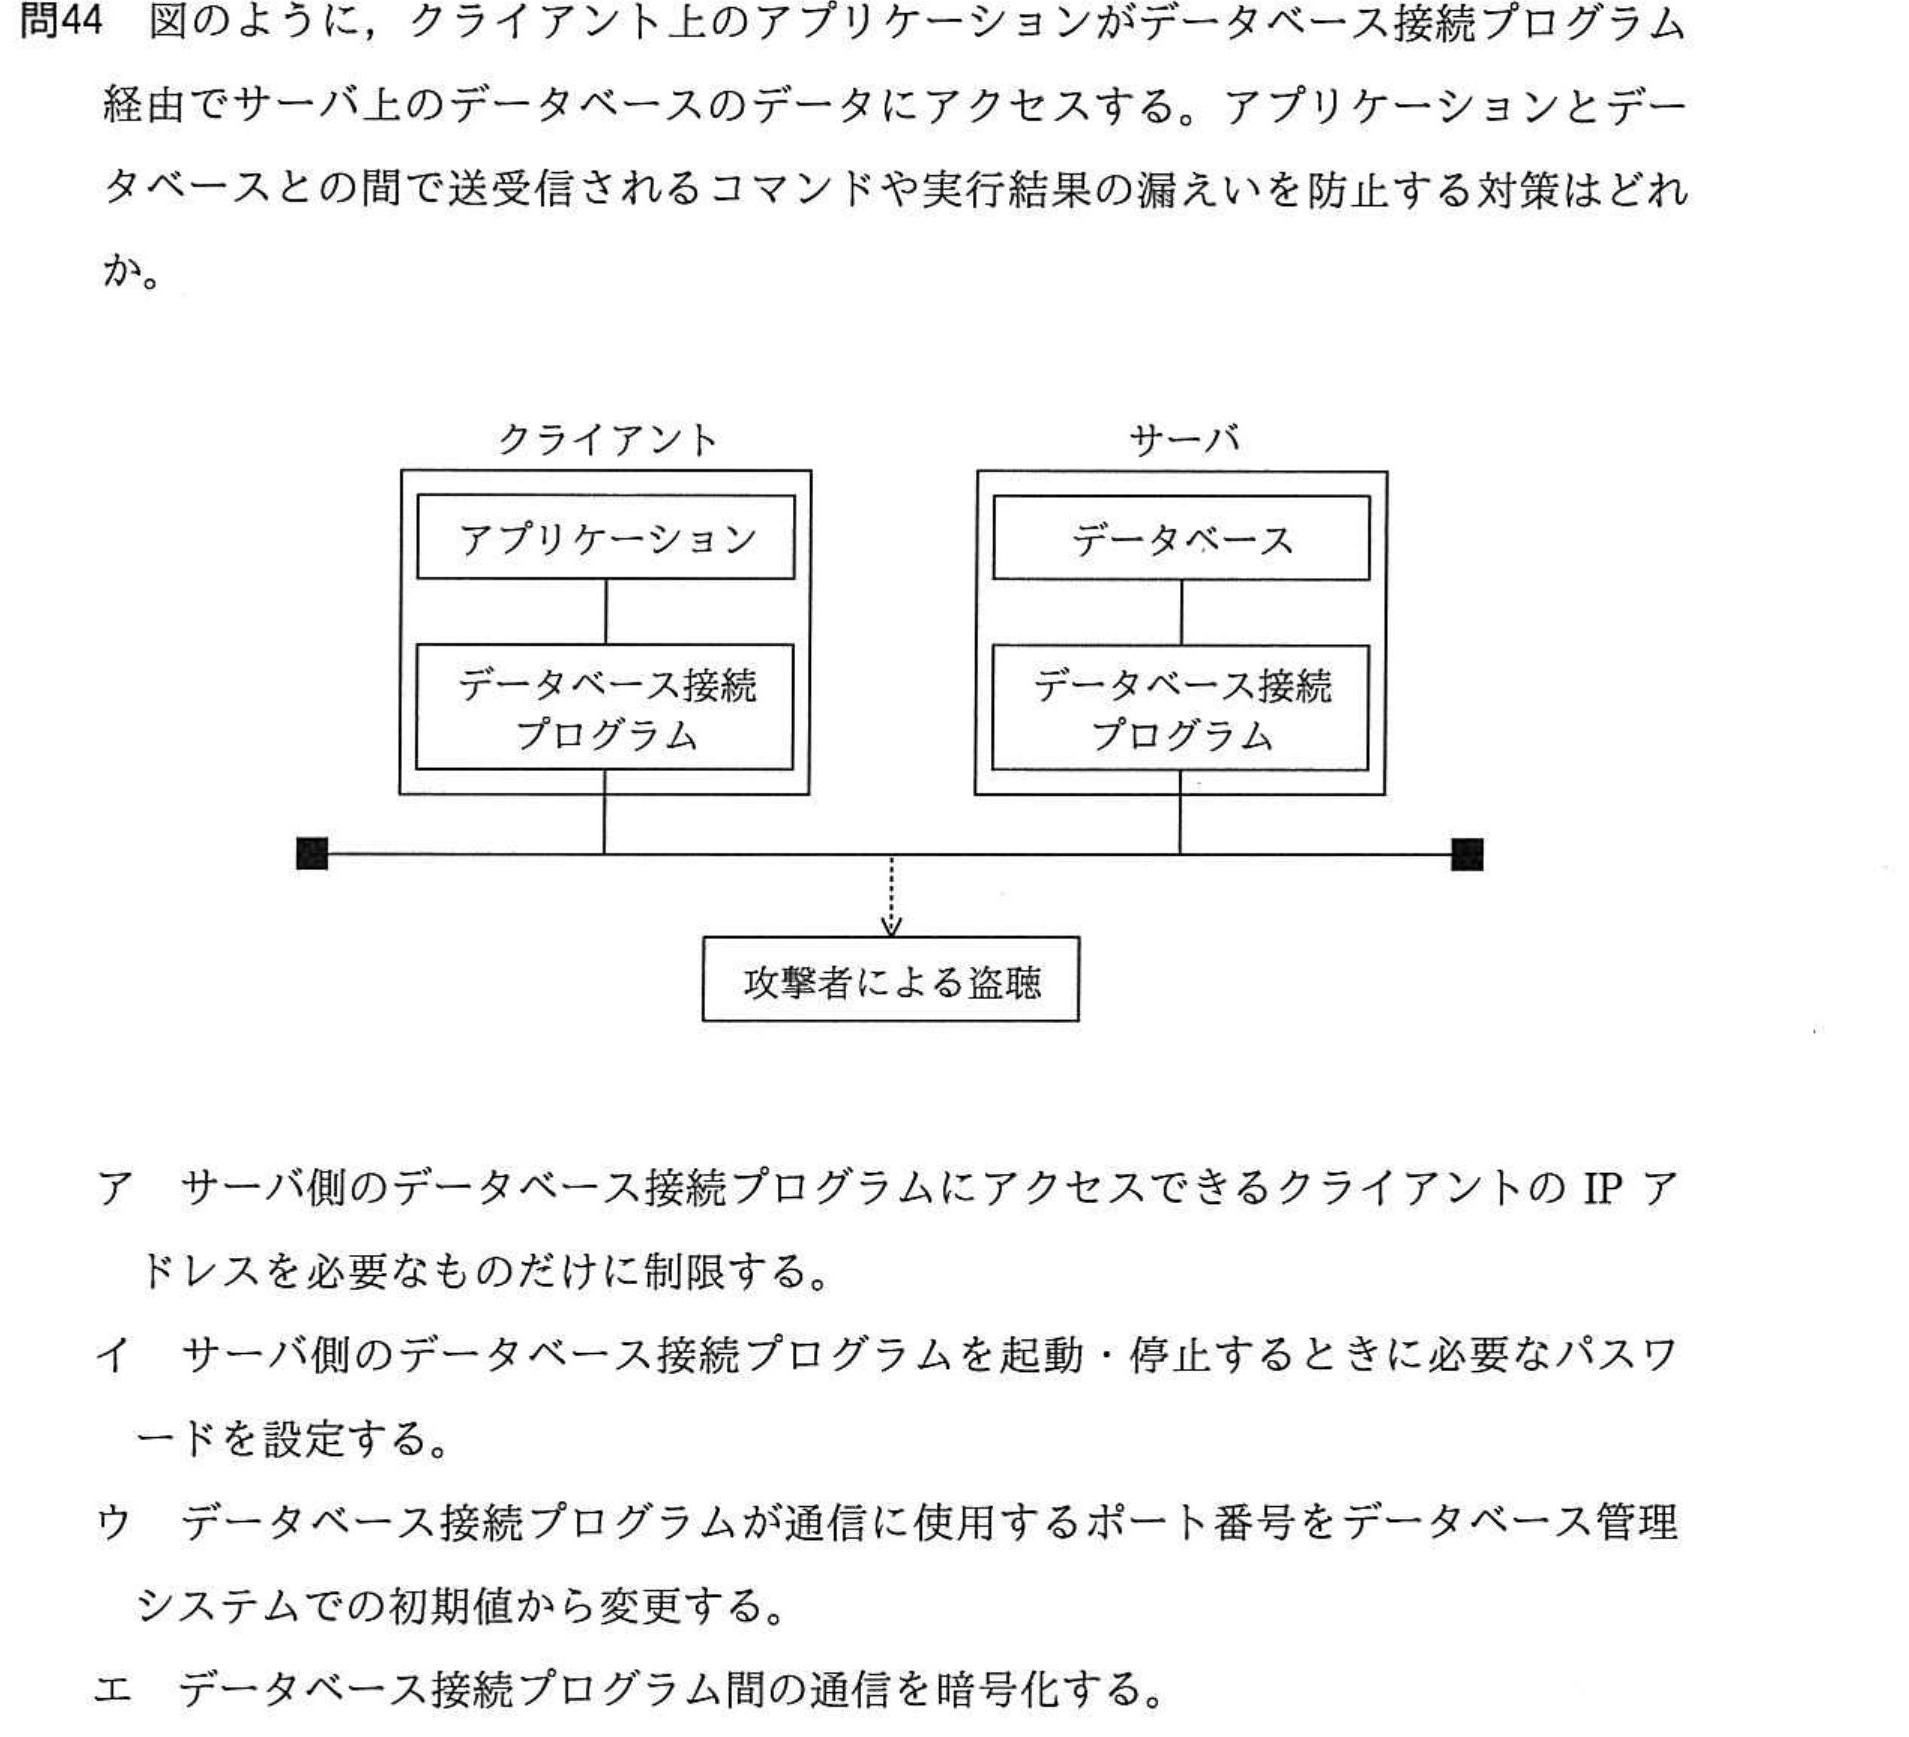 問44　図のように，クライアント上のアプリケーションがデータベース接続プログラム
経由でサーバ上のデータベースのデータにアクセスする。アプリケーションとデー
タベースとの間で送受信されるコマンドや実行結果の漏えいを防止する対策はどれ
か。
クライアント
サーバ
アプリケーション
データベース
データベース接続
プログラム
データベース接続
プログラム
攻撃者による盗聴
ア　サーバ側のデータベース接続プログラムにアクセスできるクライアントの IP ア
ドレスを必要なものだけに制限する。
イ　サーバ側のデータベース接続プログラムを起動・停止するときに必要なパスワ
ードを設定する。
ウ　データベース接続プログラムが通信に使用するポート番号をデータベース管理
システムでの初期値から変更する。
エ　データベース接続プログラム間の通信を暗号化する。